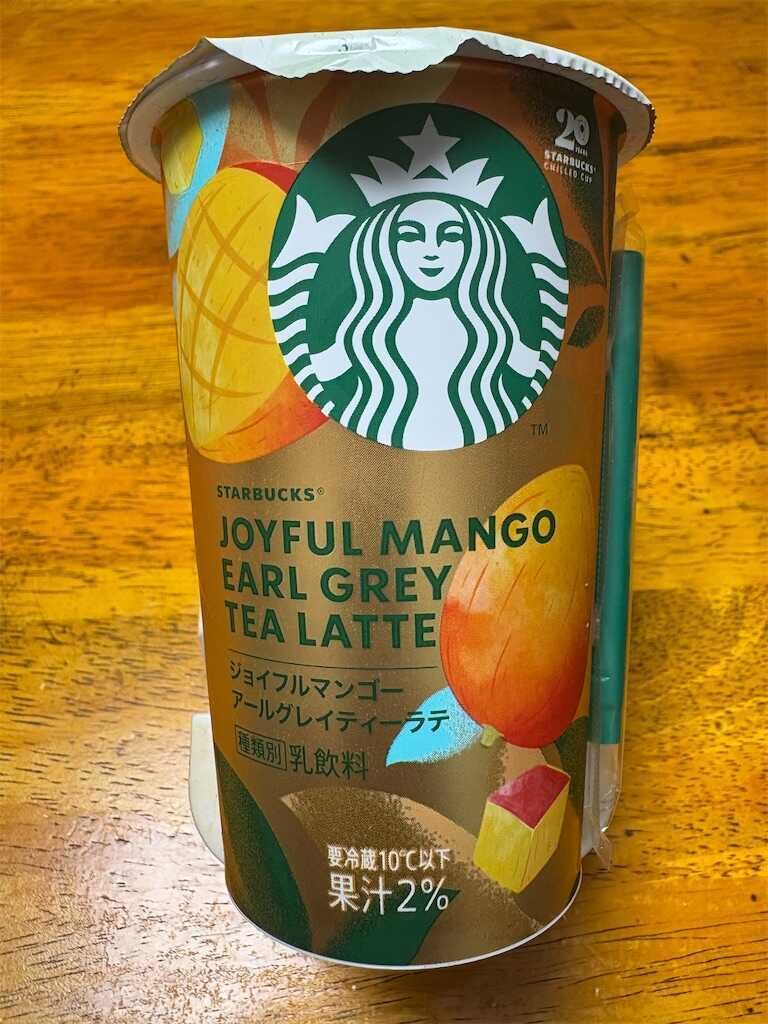 20
YEARS
STARBUCKS®
CHILLED CUP
TM
STARBUCKS®
JOYFUL MANGO
EARL GREY
TEA LATTE
ジョイフルマンゴー
アールグレイティーラテ
種類別 乳飲料
要冷蔵10℃以下
果汁2%